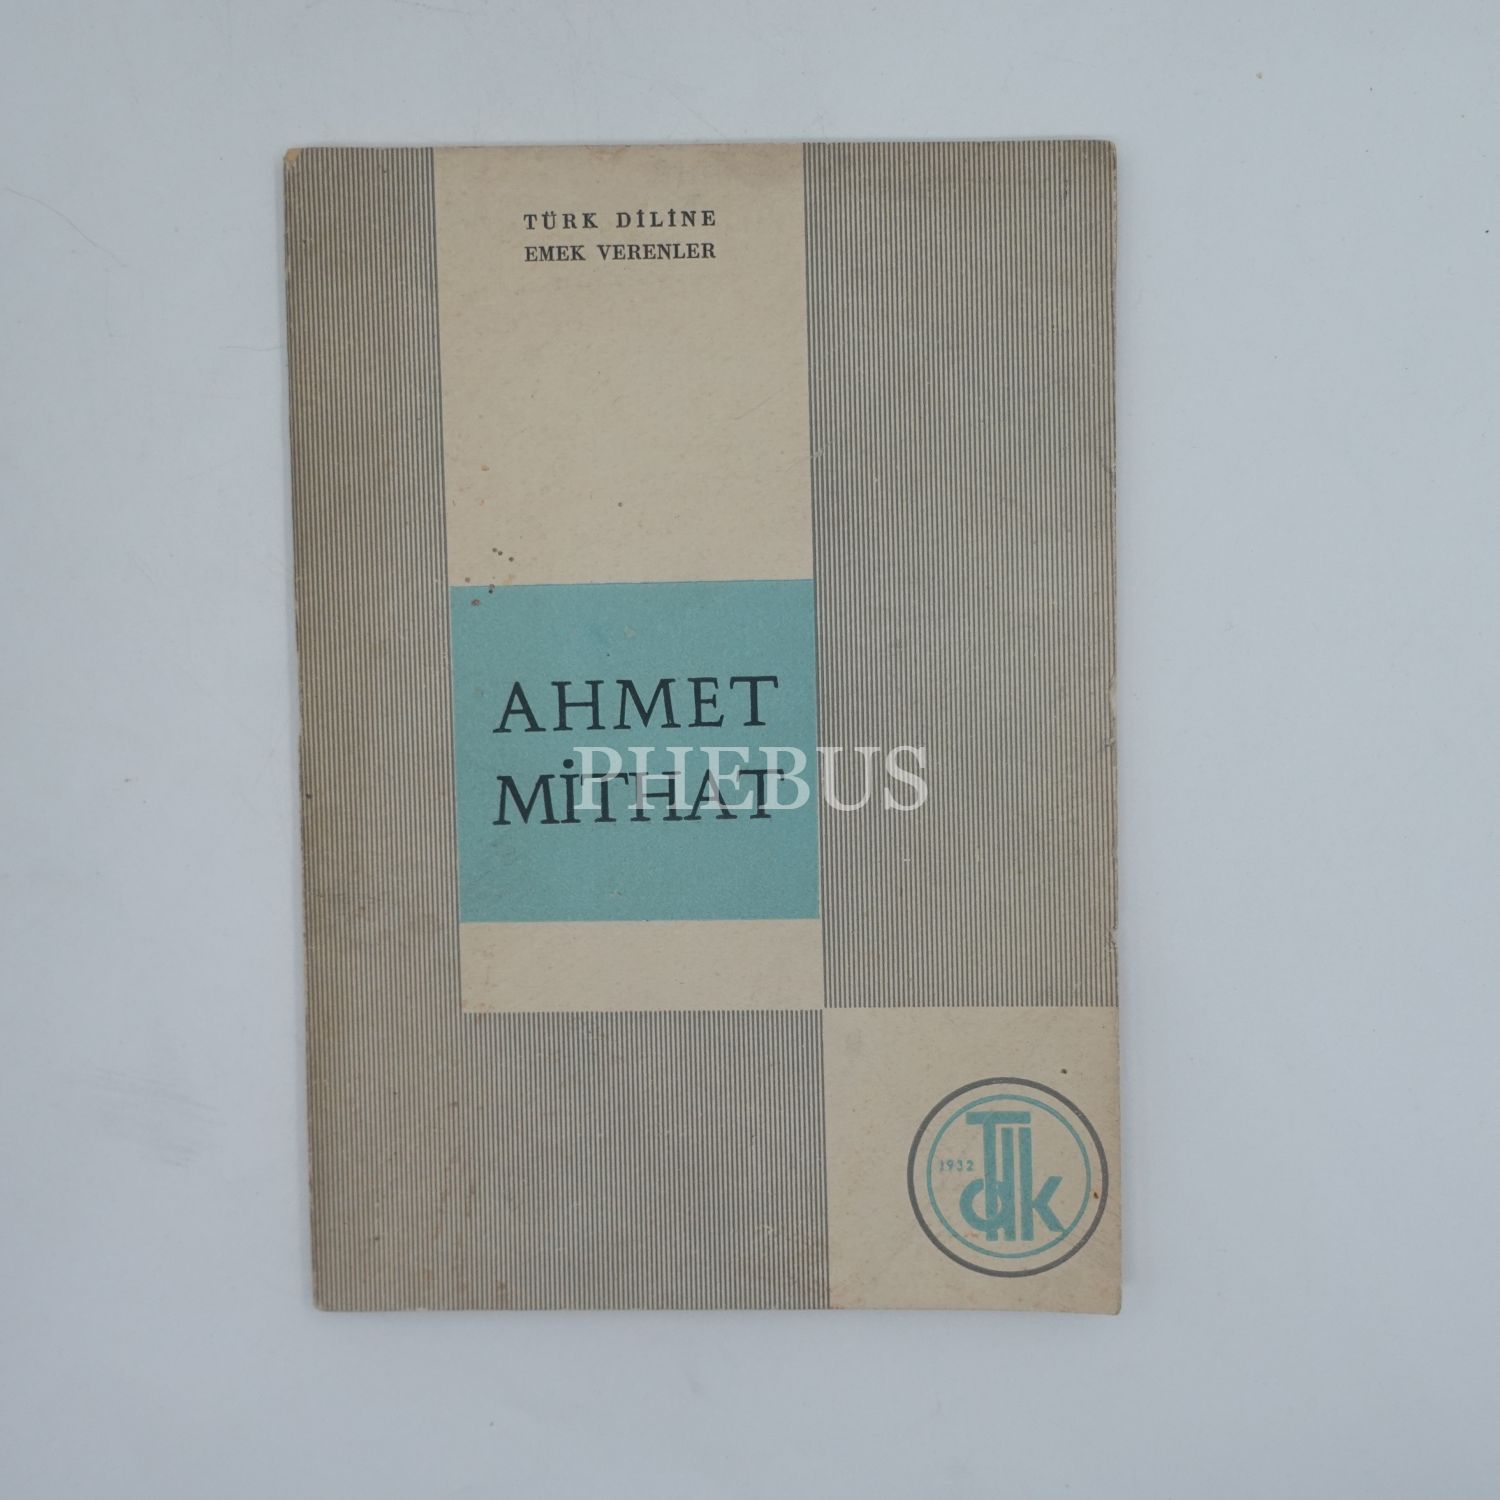 TÜRK DİLİNE
EMEK VERENLER
AHMET
MİTHAT
PHEBUS
1932
Tdk